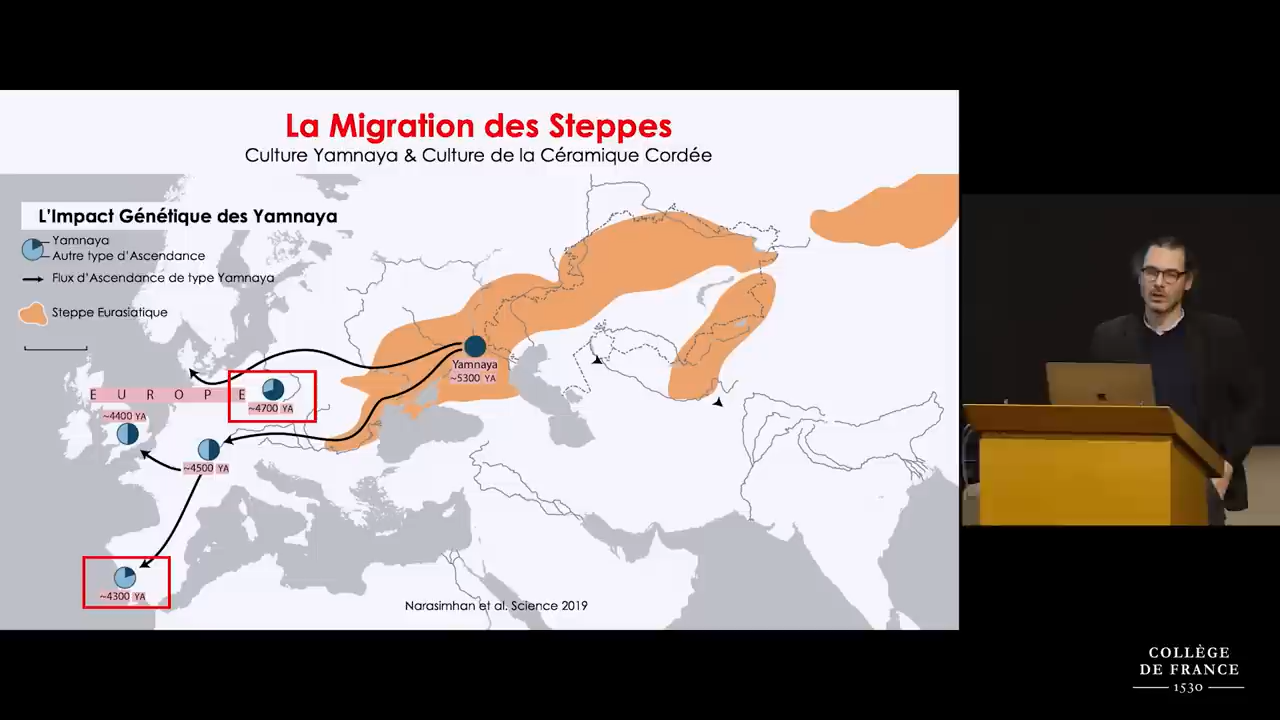 La Migration des Steppes
Culture Yamnaya & Culture de la Céramique Cordée
L'Impact Génétique des Yamnaya
Yamnaya
Autre type d'Ascendance
Flux d'Ascendance de type Yamnaya
Steppe Eurasiatique
Yamnaya
~5300 YA
E U R O P E
~4700 YA
~4400 YA
~4500 YA
~4300 YA
Narasimhan et al. Science 2019
COLLÈGE
DE FRANCE
1530